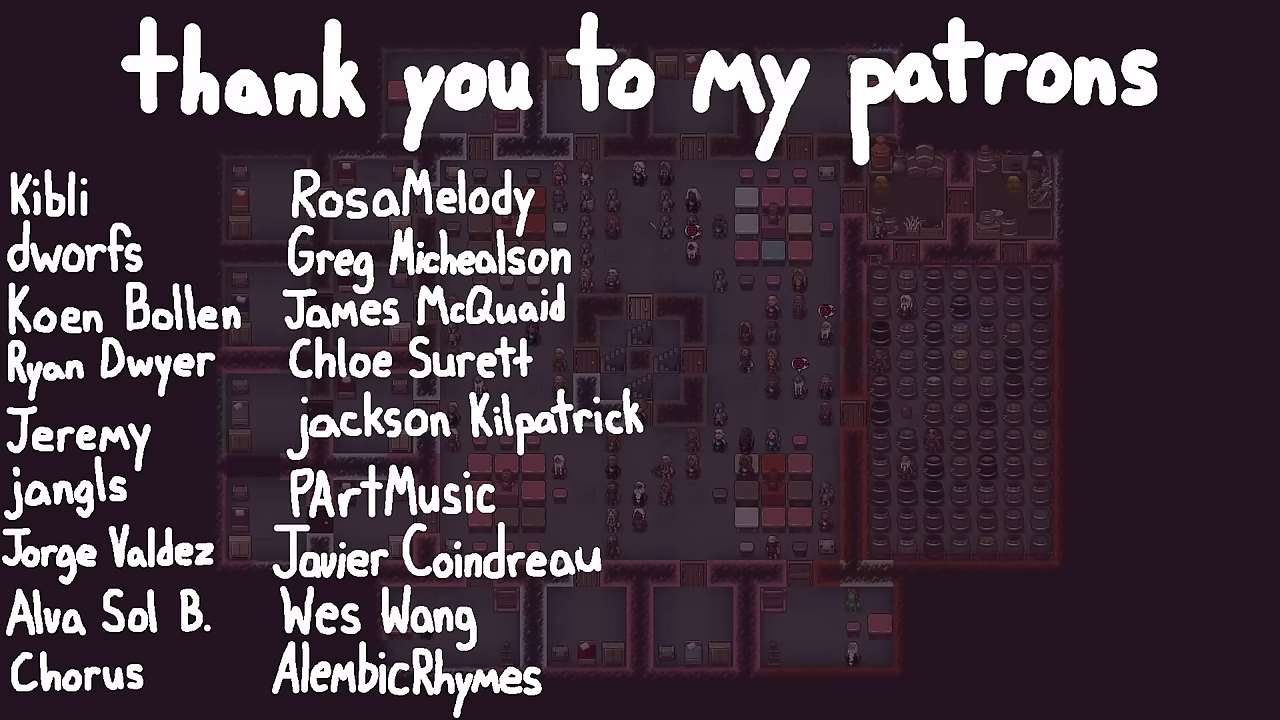 thank you to my patrons
Kibli
dworfs
Koen Bollen
Ryan Dwyer
Jeremy
jangls
Jorge Valdez
Alva Sol B.
Chorus
RosaMelody
Greg Michealson
James McQuaid
Chloe Surett
jackson Kilpatrick
PArtMusic
Javier Coindreau
Wes Wang
AlembicRhymes